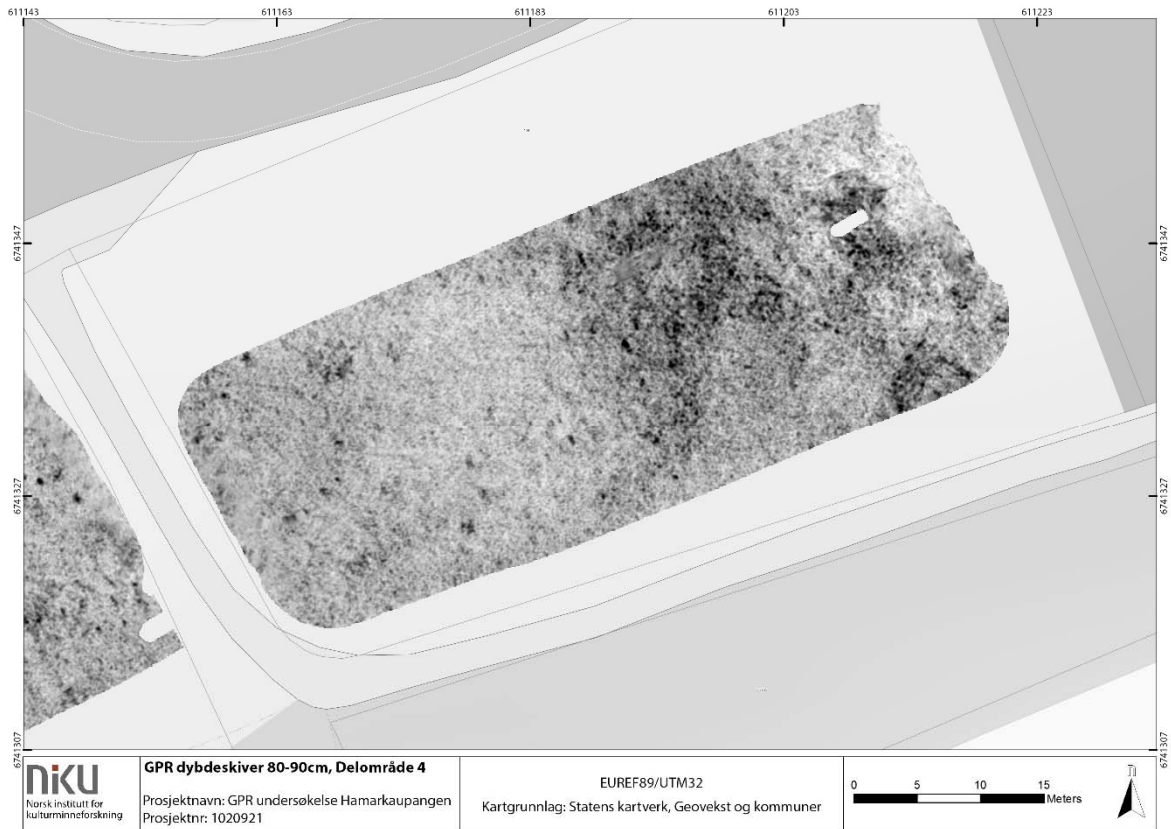 611143 611163 611183 611203 611223
6741347 6741347
6741327 6741327
6741307 6741307
niku
Norsk institutt for
kulturminneforskning
GPR dybdeskiver 80-90cm, Delområde 4
Prosjektnavn: GPR undersøkelse Hamarkaupangen
Prosjektnr: 1020921
EUREF89/UTM32
Kartgrunnlag: Statens kartverk, Geovekst og kommuner
0 5 10 15
Meters